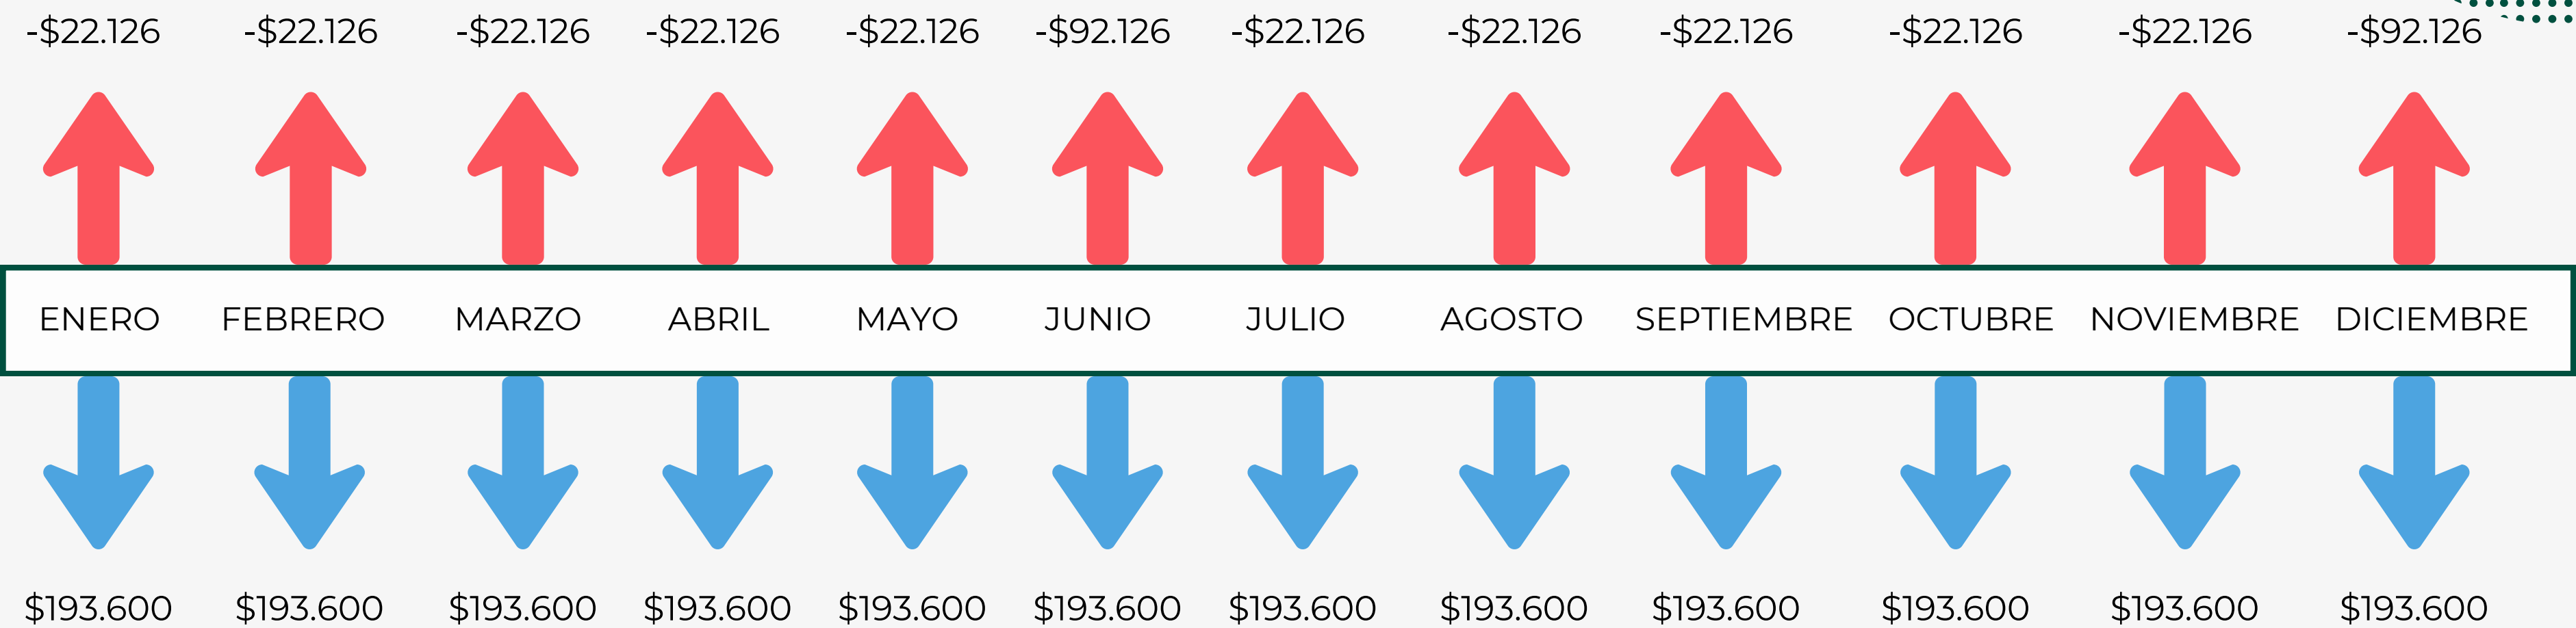 -$22.126 -$22.126 -$22.126 -$22.126 -$22.126 -$92.126 -$22.126 -$22.126 -$22.126 -$22.126 -$22.126 -$92.126
ENERO FEBRERO MARZO ABRIL MAYO JUNIO JULIO AGOSTO SEPTIEMBRE OCTUBRE NOVIEMBRE DICIEMBRE
$193.600 $193.600 $193.600 $193.600 $193.600 $193.600 $193.600 $193.600 $193.600 $193.600 $193.600 $193.600